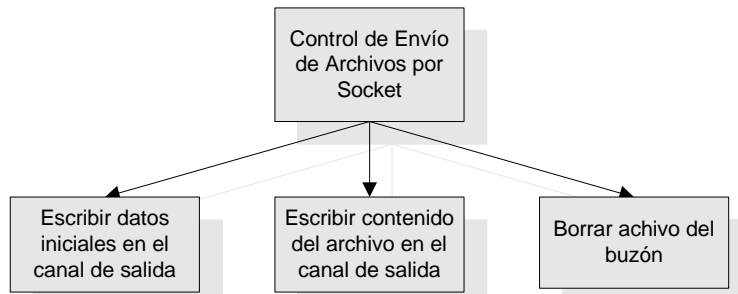 Control de Envío
de Archivos por
Socket
Escribir datos
iniciales en el
canal de salida
Escribir contenido
del archivo en el
canal de salida
Borrar achivo del
buzón